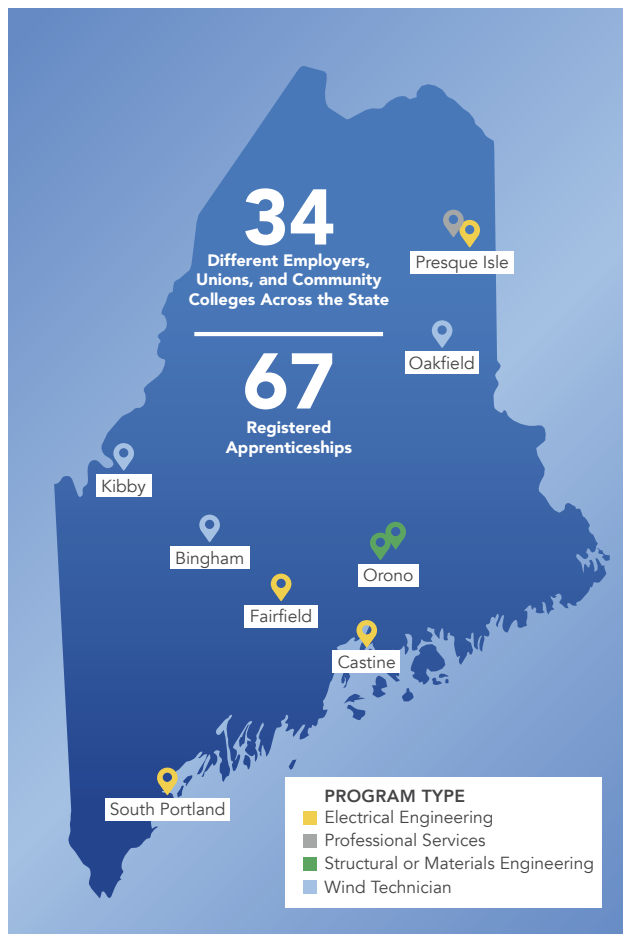 34
Different Employers,
Unions, and Community
Colleges Across the State
67
Registered
Apprenticeships
Presque Isle
Oakfield
Kibby
Bingham
Orono
Fairfield
Castine
South Portland
PROGRAM TYPE
Electrical Engineering
Professional Services
Structural or Materials Engineering
Wind Technician